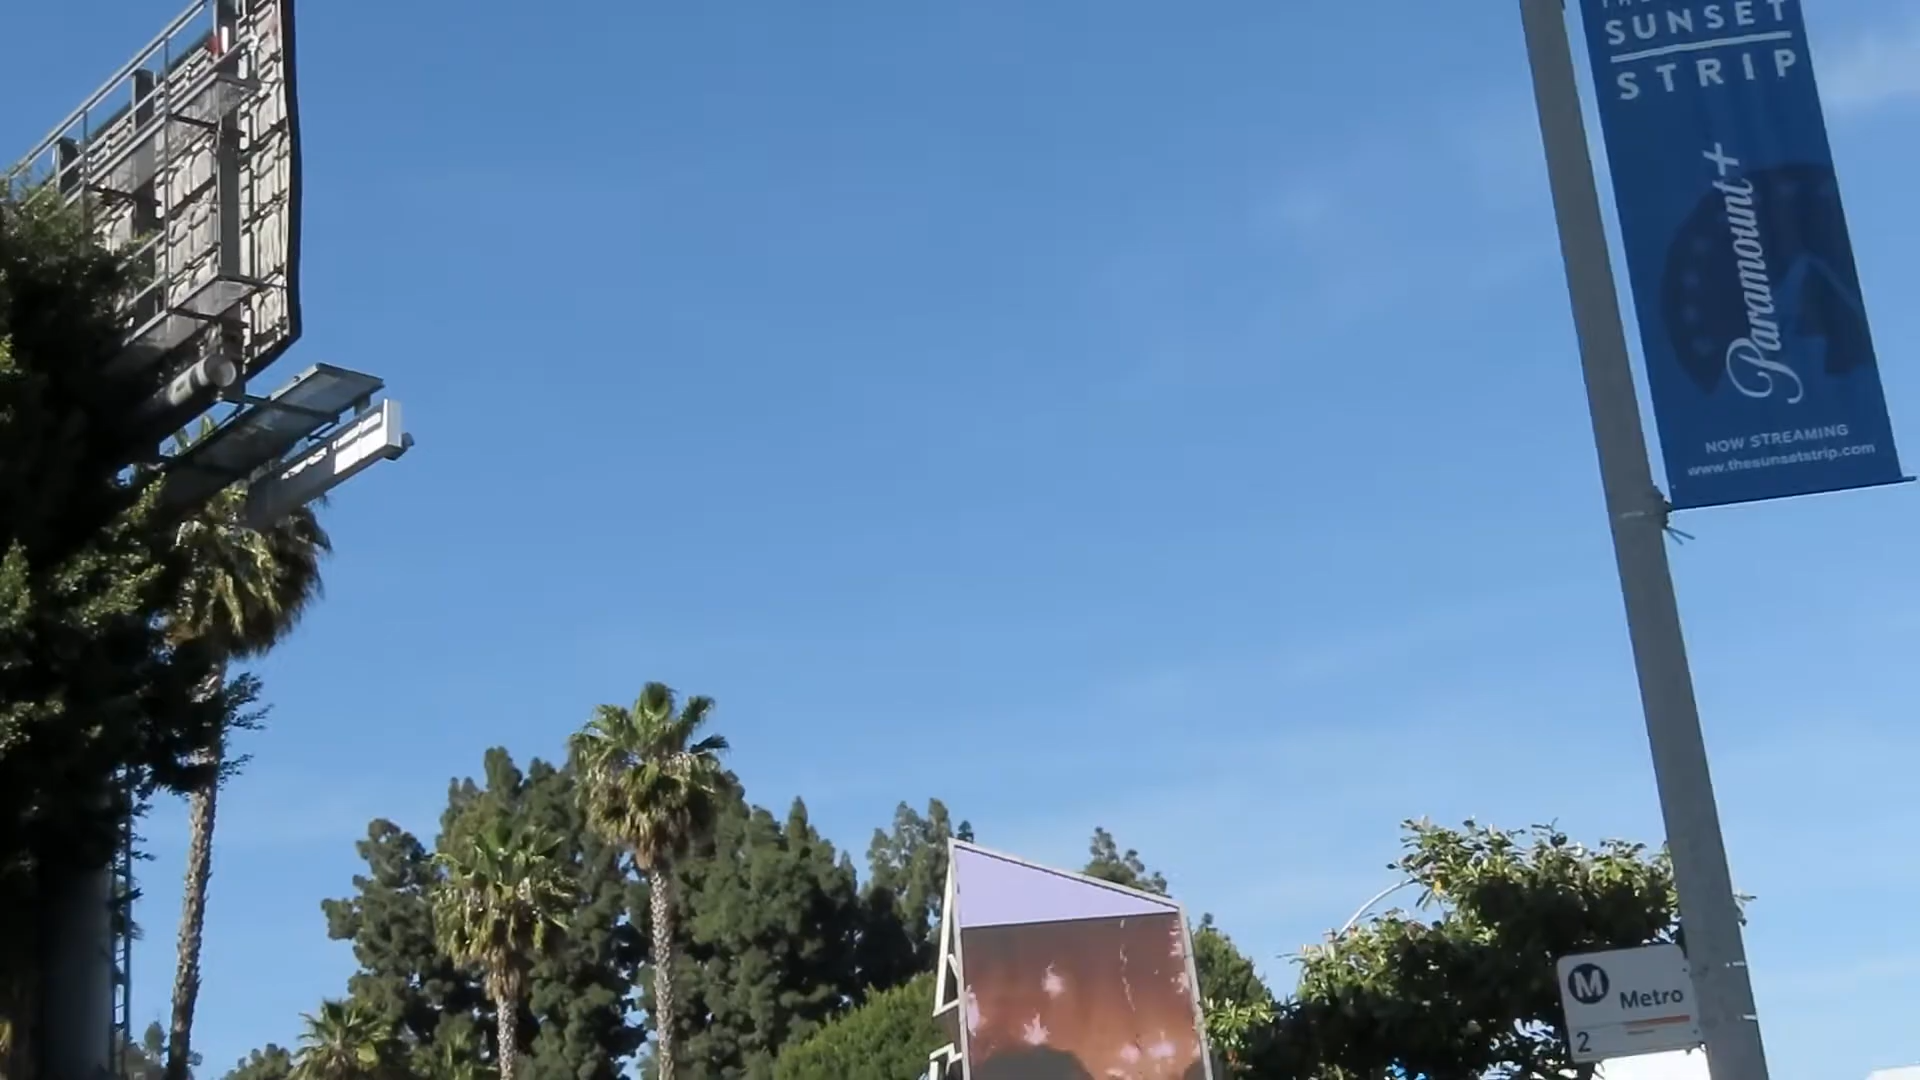 SUNSET
STRIP
Paramount+
NOW STREAMING
www.thesunsetstrip.com
M
Metro
2